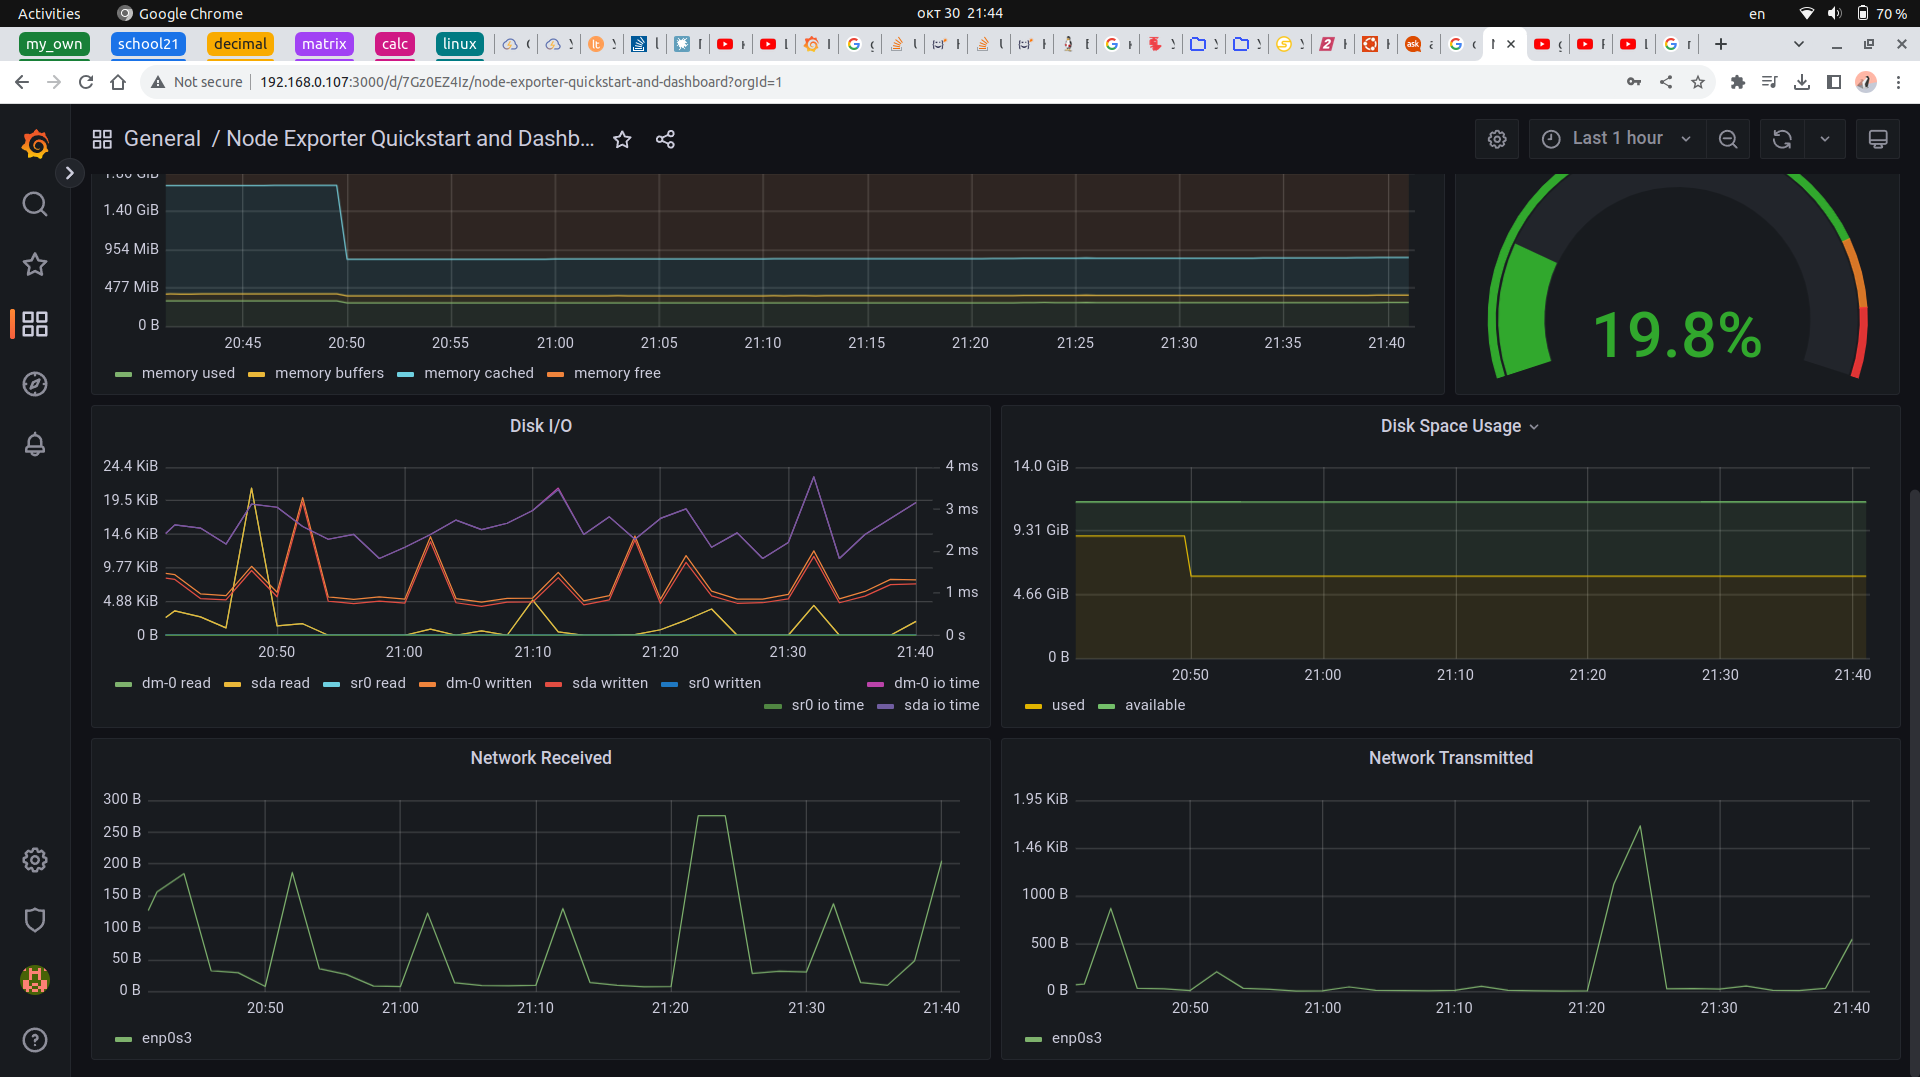 Activities
Google Chrome
окт 30 21:44
en
70 %
my_own
school21
decimal
matrix
calc
linux
Not secure
192.168.0.107:3000/d/7Gz0EZ4Iz/node-exporter-quickstart-and-dashboard?orgId=1
General / Node Exporter Quickstart and Dashb...
Last 1 hour
1.40 GiB
954 MiB
477 MiB
0 B
20:45 20:50 20:55 21:00 21:05 21:10 21:15 21:20 21:25 21:30 21:35 21:40
memory used memory buffers memory cached memory free
19.8%
Disk I/O
24.4 KiB
19.5 KiB
14.6 KiB
9.77 KiB
4.88 KiB
0 B
4 ms
3 ms
2 ms
1 ms
0 s
20:50 21:00 21:10 21:20 21:30 21:40
dm-0 read sda read sr0 read dm-0 written sda written sr0 written dm-0 io time
sr0 io time sda io time
Disk Space Usage
14.0 GiB
9.31 GiB
4.66 GiB
0 B
20:50 21:00 21:10 21:20 21:30 21:40
used available
Network Received
300 B
250 B
200 B
150 B
100 B
50 B
0 B
20:50 21:00 21:10 21:20 21:30 21:40
enp0s3
Network Transmitted
1.95 KiB
1.46 KiB
1000 B
500 B
0 B
20:50 21:00 21:10 21:20 21:30 21:40
enp0s3